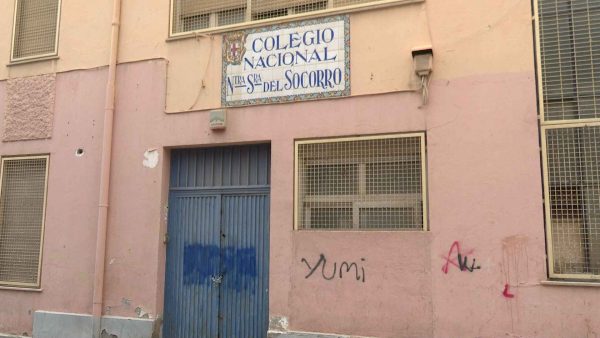 COLEGIO
NACIONAL
NTRA SRA DEL SOCORRO
YUMi